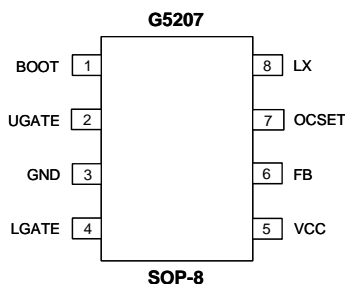 G5207
BOOT 1 8 LX
UGATE 2 7 OCSET
GND 3 6 FB
LGATE 4 5 VCC
SOP-8